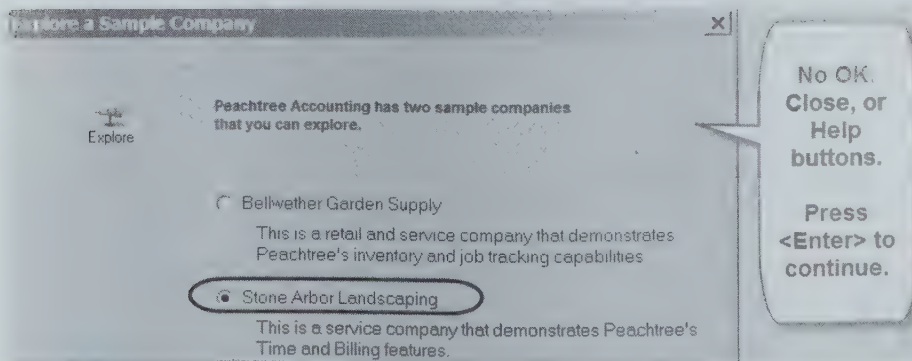 Explore a Sample Company
Explore
Peachtree Accounting has two sample companies
that you can explore.
Bellwether Garden Supply
This is a retail and service company that demonstrates
Peachtree's inventory and job tracking capabilities
Stone Arbor Landscaping
This is a service company that demonstrates Peachtree's
Time and Billing features.
No OK.
Close, or
Help
buttons.
Press
<Enter> to
continue.